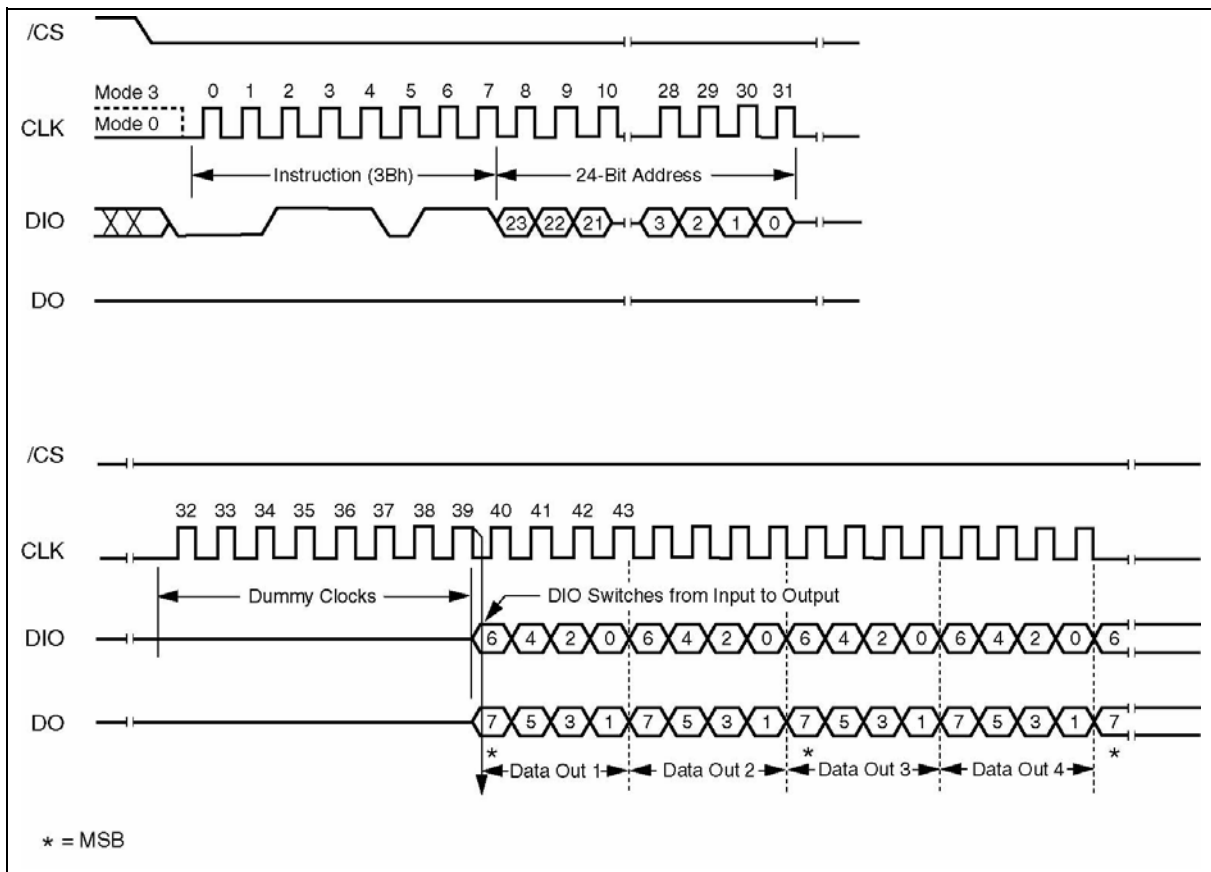 /CS
Mode 3
0 1 2 3 4 5 6 7 8 9 10 28 29 30 31
CLK
Mode 0
Instruction (3Bh)
24-Bit Address
DIO
23 22 21 3 2 1 0
DO
/CS
32 33 34 35 36 37 38 39 40 41 42 43
CLK
Dummy Clocks
DIO Switches from Input to Output
DIO
6 4 2 0 6 4 2 0 6 4 2 0 6 4 2 0 6
DO
7 5 3 1 7 5 3 1 7 5 3 1 7 5 3 1 7
* * *
Data Out 1 Data Out 2 Data Out 3 Data Out 4
* = MSB